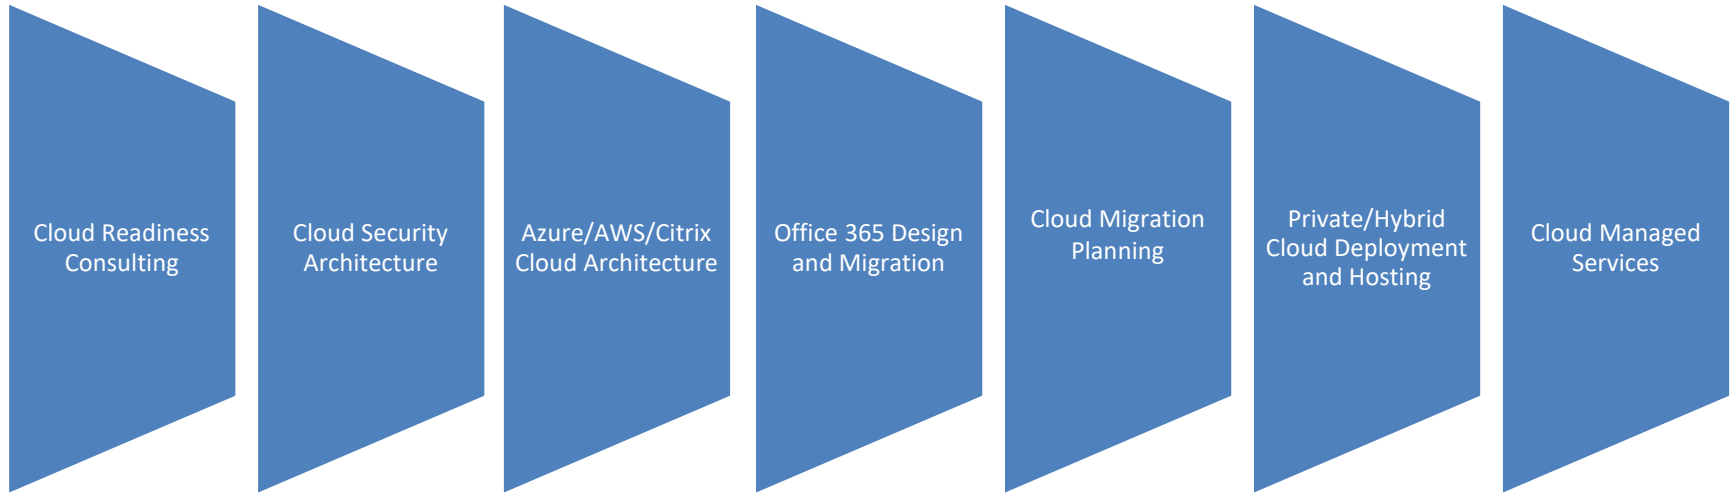 Cloud Readiness
Consulting
Cloud Security
Architecture
Azure/AWS/Citrix
Cloud Architecture
Office 365 Design
and Migration
Cloud Migration
Planning
Private/Hybrid
Cloud Deployment
and Hosting
Cloud Managed
Services